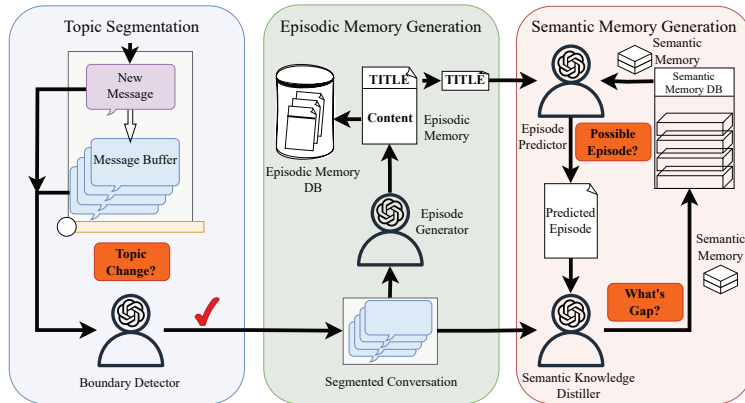 Topic Segmentation
New
Message
Message Buffer
Topic
Change?
Boundary Detector
Episodic Memory Generation
TITLE
TITLE
Content
Episodic
Memory
Episodic Memory
DB
Episode
Generator
Segmented Conversation
Semantic Memory Generation
Semantic
Memory
Semantic
Memory DB
Episode
Predictor
Possible
Episode?
Predicted
Episode
Semantic
Memory
What's
Gap?
Semantic Knowledge
Distiller